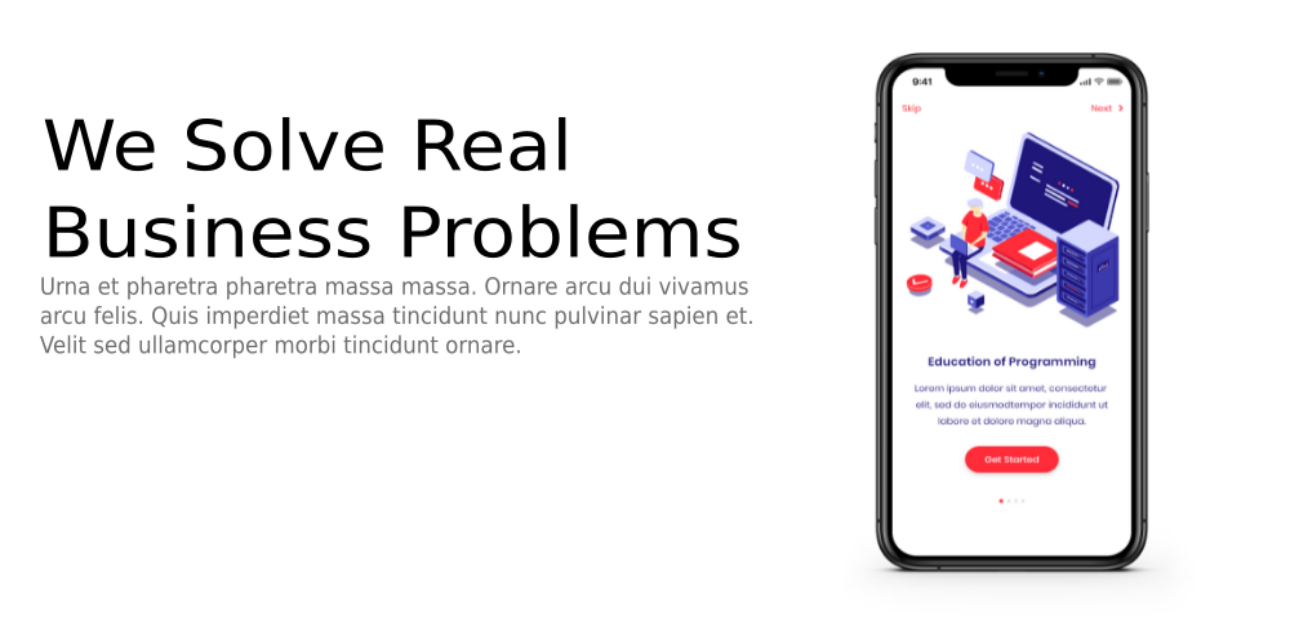 We Solve Real
Business Problems
Urna et pharetra pharetra massa massa. Ornare arcu dui vivamus
arcu felis. Quis imperdiet massa tincidunt nunc pulvinar sapien et.
Velit sed ullamcorper morbi tincidunt ornare.
9:41
Skip
Next
Education of Programming
Lorem ipsum dolor sit amet, consectetur
elit, sed do eiusmodtempor incididunt ut
labore et dolore magna aliqua.
Get Started